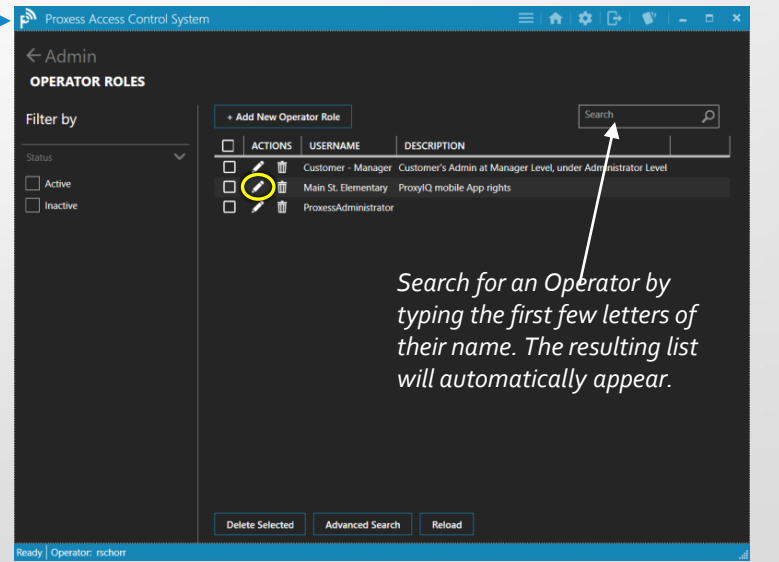 Proxess Access Control System
Admin
OPERATOR ROLES
Filter by
Status
Active
Inactive
+ Add New Operator Role
Search
ACTIONS USERNAME DESCRIPTION
Customer - Manager Customer's Admin at Manager Level, under Administrator Level
Main St. Elementary ProxyIQ mobile App rights
ProxessAdministrator
Search for an Operator by
typing the first few letters of
their name. The resulting list
will automatically appear.
Delete Selected Advanced Search Reload
Ready Operator: rschorr